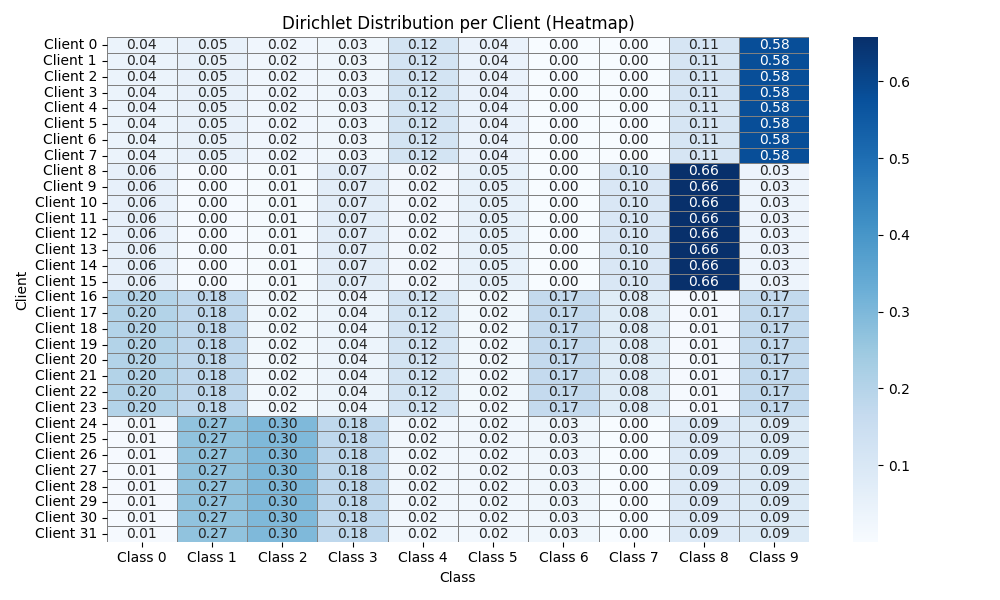 Dirichlet Distribution per Client (Heatmap)
Client 0 0.04 0.05 0.02 0.03 0.12 0.04 0.00 0.00 0.11 0.58
Client 1 0.04 0.05 0.02 0.03 0.12 0.04 0.00 0.00 0.11 0.58
Client 2 0.04 0.05 0.02 0.03 0.12 0.04 0.00 0.00 0.11 0.58
Client 3 0.04 0.05 0.02 0.03 0.12 0.04 0.00 0.00 0.11 0.58
Client 4 0.04 0.05 0.02 0.03 0.12 0.04 0.00 0.00 0.11 0.58
Client 5 0.04 0.05 0.02 0.03 0.12 0.04 0.00 0.00 0.11 0.58
Client 6 0.04 0.05 0.02 0.03 0.12 0.04 0.00 0.00 0.11 0.58
Client 7 0.04 0.05 0.02 0.03 0.12 0.04 0.00 0.00 0.11 0.58
Client 8 0.06 0.00 0.01 0.07 0.02 0.05 0.00 0.10 0.66 0.03
Client 9 0.06 0.00 0.01 0.07 0.02 0.05 0.00 0.10 0.66 0.03
Client 10 0.06 0.00 0.01 0.07 0.02 0.05 0.00 0.10 0.66 0.03
Client 11 0.06 0.00 0.01 0.07 0.02 0.05 0.00 0.10 0.66 0.03
Client 12 0.06 0.00 0.01 0.07 0.02 0.05 0.00 0.10 0.66 0.03
Client 13 0.06 0.00 0.01 0.07 0.02 0.05 0.00 0.10 0.66 0.03
Client 14 0.06 0.00 0.01 0.07 0.02 0.05 0.00 0.10 0.66 0.03
Client 15 0.06 0.00 0.01 0.07 0.02 0.05 0.00 0.10 0.66 0.03
Client 16 0.20 0.18 0.02 0.04 0.12 0.02 0.17 0.08 0.01 0.17
Client 17 0.20 0.18 0.02 0.04 0.12 0.02 0.17 0.08 0.01 0.17
Client 18 0.20 0.18 0.02 0.04 0.12 0.02 0.17 0.08 0.01 0.17
Client 19 0.20 0.18 0.02 0.04 0.12 0.02 0.17 0.08 0.01 0.17
Client 20 0.20 0.18 0.02 0.04 0.12 0.02 0.17 0.08 0.01 0.17
Client 21 0.20 0.18 0.02 0.04 0.12 0.02 0.17 0.08 0.01 0.17
Client 22 0.20 0.18 0.02 0.04 0.12 0.02 0.17 0.08 0.01 0.17
Client 23 0.20 0.18 0.02 0.04 0.12 0.02 0.17 0.08 0.01 0.17
Client 24 0.01 0.27 0.30 0.18 0.02 0.02 0.03 0.00 0.09 0.09
Client 25 0.01 0.27 0.30 0.18 0.02 0.02 0.03 0.00 0.09 0.09
Client 26 0.01 0.27 0.30 0.18 0.02 0.02 0.03 0.00 0.09 0.09
Client 27 0.01 0.27 0.30 0.18 0.02 0.02 0.03 0.00 0.09 0.09
Client 28 0.01 0.27 0.30 0.18 0.02 0.02 0.03 0.00 0.09 0.09
Client 29 0.01 0.27 0.30 0.18 0.02 0.02 0.03 0.00 0.09 0.09
Client 30 0.01 0.27 0.30 0.18 0.02 0.02 0.03 0.00 0.09 0.09
Client 31 0.01 0.27 0.30 0.18 0.02 0.02 0.03 0.00 0.09 0.09
Class 0 Class 1 Class 2 Class 3 Class 4 Class 5 Class 6 Class 7 Class 8 Class 9
Class
Client
0.6
0.5
0.4
0.3
0.2
0.1